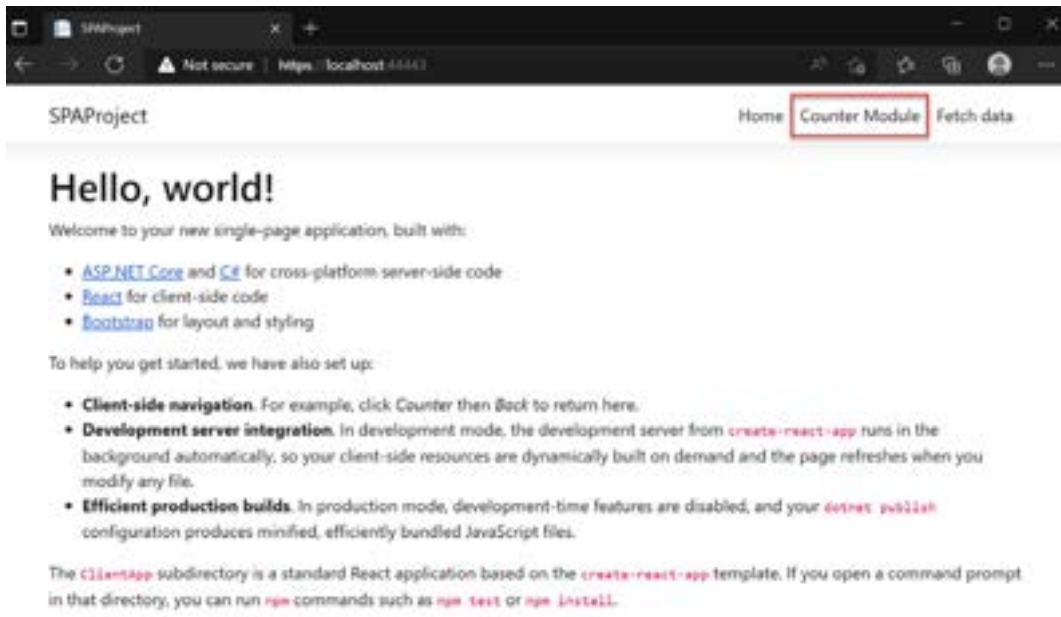 SPAProject
Not secure | https://localhost:44443
SPAProject
Home Counter Module Fetch data
Hello, world!
Welcome to your new single-page application, built with:
• ASP.NET Core and C# for cross-platform server-side code
• React for client-side code
• Bootstrap for layout and styling
To help you get started, we have also set up:
• Client-side navigation. For example, click Counter then Back to return here.
• Development server integration. In development mode, the development server from create-react-app runs in the
background automatically, so your client-side resources are dynamically built on demand and the page refreshes when you
modify any file.
• Efficient production builds. In production mode, development-time features are disabled, and your dotnet publish
configuration produces minified, efficiently bundled JavaScript files.
The ClientApp subdirectory is a standard React application based on the create-react-app template. If you open a command prompt
in that directory, you can run npm commands such as npm test or npm install.